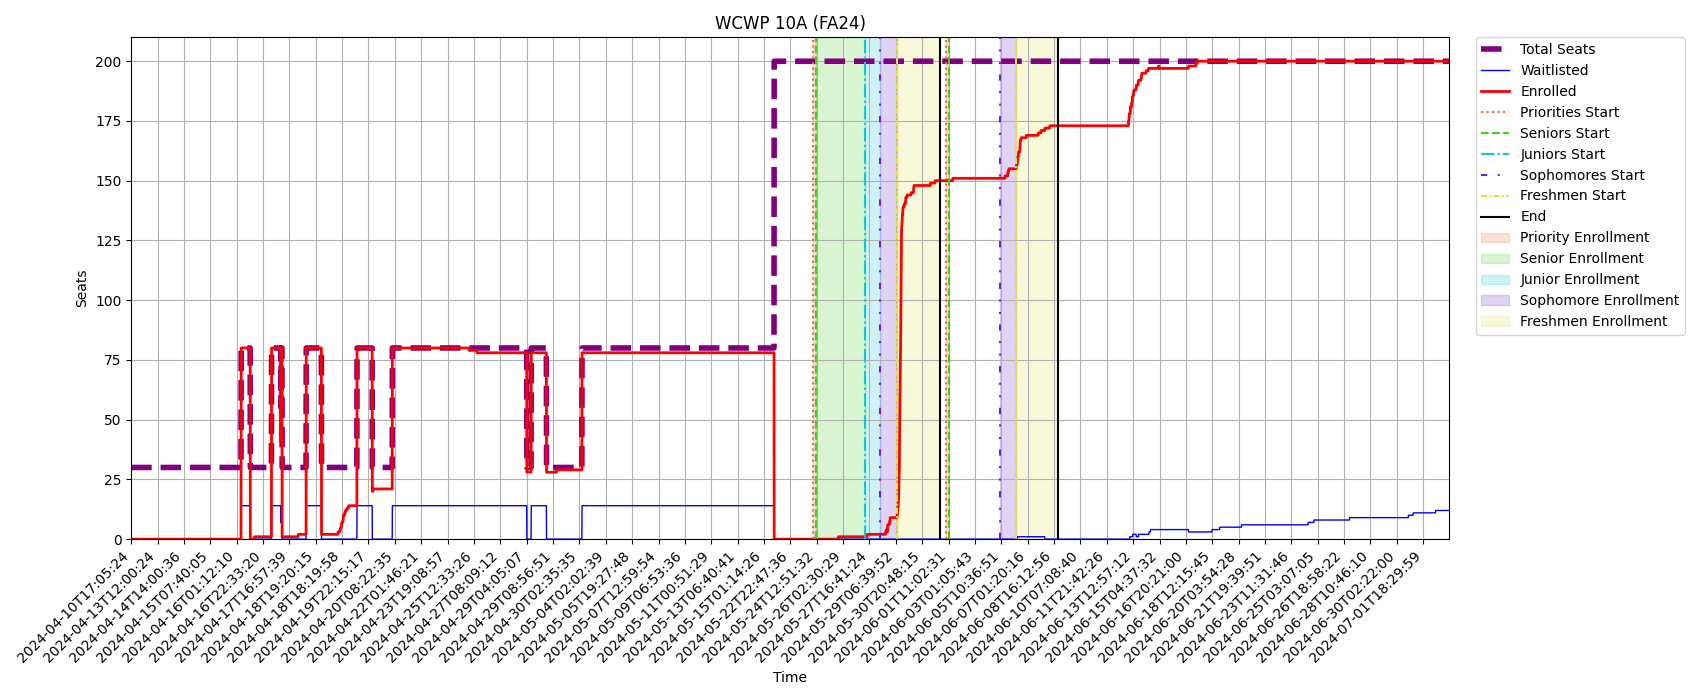 WCWP 10A (FA24)
Seats
200
175
150
125
100
75
50
25
0
2024-04-10T17:05:24
2024-04-13T12:00:24
2024-04-14T14:00:36
2024-04-15T07:40:05
2024-04-16T01:12:10
2024-04-16T22:33:20
2024-04-17T16:57:39
2024-04-18T19:20:15
2024-04-18T18:19:58
2024-04-19T22:15:17
2024-04-20T08:22:35
2024-04-22T01:46:21
2024-04-23T19:08:57
2024-04-25T12:33:26
2024-04-27T08:09:12
2024-04-29T04:05:07
2024-04-29T08:56:51
2024-04-30T02:35:35
2024-05-04T02:02:39
2024-05-05T19:27:48
2024-05-07T12:59:54
2024-05-09T06:53:36
2024-05-11T00:51:29
2024-05-13T06:40:41
2024-05-15T01:14:26
2024-05-22T22:47:36
2024-05-24T12:51:32
2024-05-26T02:30:29
2024-05-27T16:41:24
2024-05-29T06:39:52
2024-05-30T20:48:15
2024-06-01T11:02:31
2024-06-03T01:05:43
2024-06-05T10:36:51
2024-06-07T01:20:16
2024-06-08T16:12:56
2024-06-10T07:08:40
2024-06-11T21:42:26
2024-06-13T12:57:12
2024-06-15T04:37:32
2024-06-16T20:21:00
2024-06-18T12:15:45
2024-06-20T03:54:28
2024-06-21T19:39:51
2024-06-23T11:31:46
2024-06-25T03:07:05
2024-06-26T18:58:22
2024-06-28T10:46:10
2024-06-30T02:22:00
2024-07-01T18:29:59
Time
Total Seats
Waitlisted
Enrolled
Priorities Start
Seniors Start
Juniors Start
Sophomores Start
Freshmen Start
End
Priority Enrollment
Senior Enrollment
Junior Enrollment
Sophomore Enrollment
Freshmen Enrollment